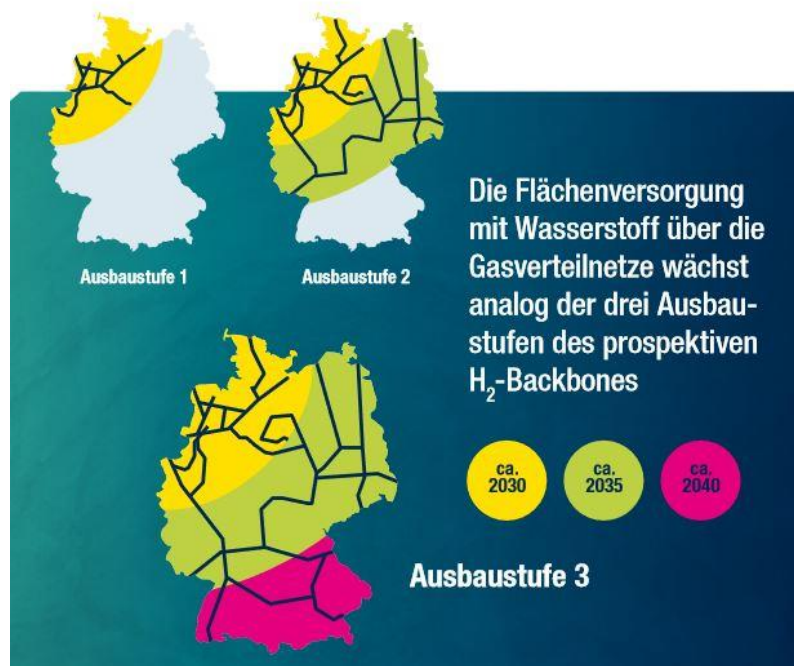 Ausbaustufe 1
Ausbaustufe 2
Die Flächenversorgung
mit Wasserstoff über die
Gasverteilnetze wächst
analog der drei Ausbau-
stufen des prospektiven
H₂-Backbones
ca.
2030
ca.
2035
ca.
2040
Ausbaustufe 3